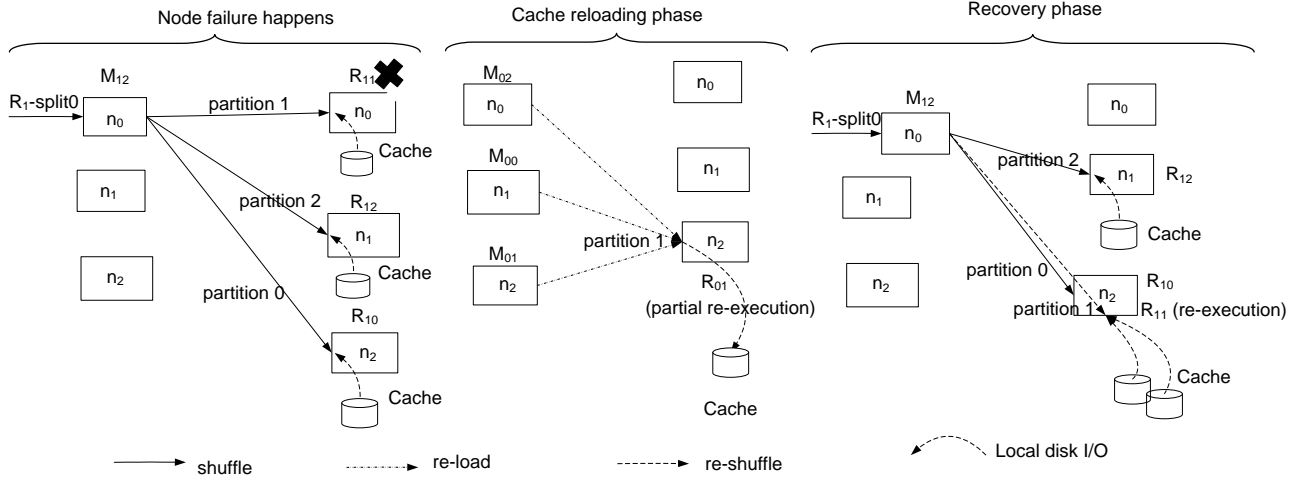 Node failure happens
M12
R1-split0
n0
partition 1
R11
n0
Cache
n1
partition 2
R12
n1
Cache
n2
partition 0
R10
n2
Cache
Cache reloading phase
M02
n0
n0
M00
n1
n1
partition 1
n2
M01
n2
R01
(partial re-execution)
Cache
Recovery phase
M12
R1-split0
n0
n0
partition 2
n1
R12
Cache
n1
n2
partition 0
R10
n2
partition 1
R11 (re-execution)
Cache
shuffle
re-load
re-shuffle
Local disk I/O